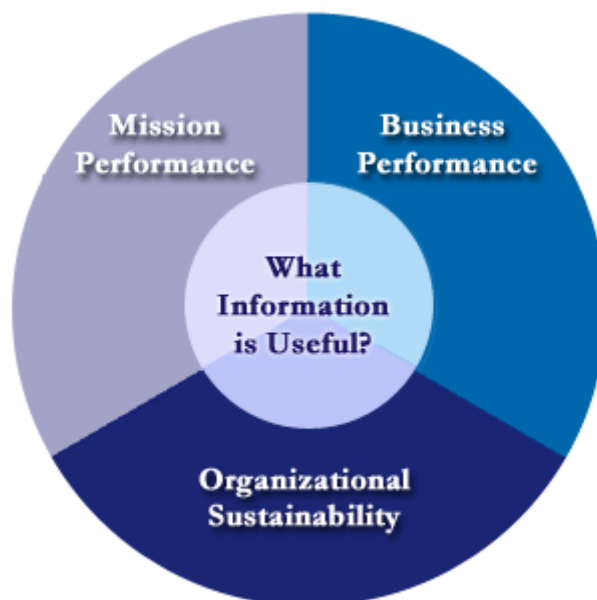 Mission
Performance
Business
Performance
What
Information
is Useful?
Organizational
Sustainability